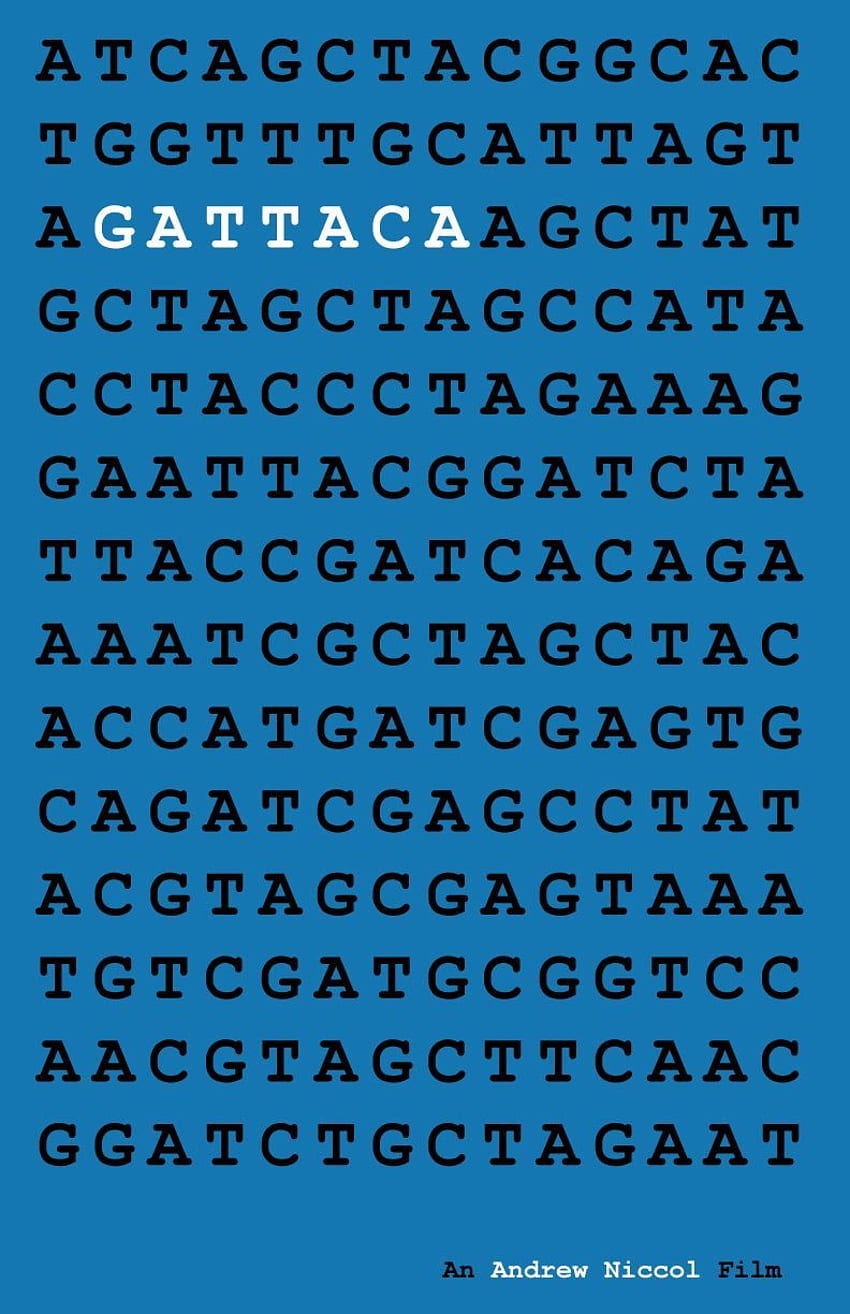 ATCAGCTACGGCAC
TGGTTTGCATTAGT
AGATTACAAGCTAT
GCTAGCTAGCCATA
CCTACCCTAGAAAG
GAATTACGGATCTA
TTACCGATCACAGA
AAATCGCTAGCTAC
ACCATGATCGAGTG
CAGATCGAGCCTAT
ACGTAGCGAGTAAA
TGTCGATGCGGTCC
AACGTAGCTTCAAC
GGATCTGCTAGAAT
An Andrew Niccol Film